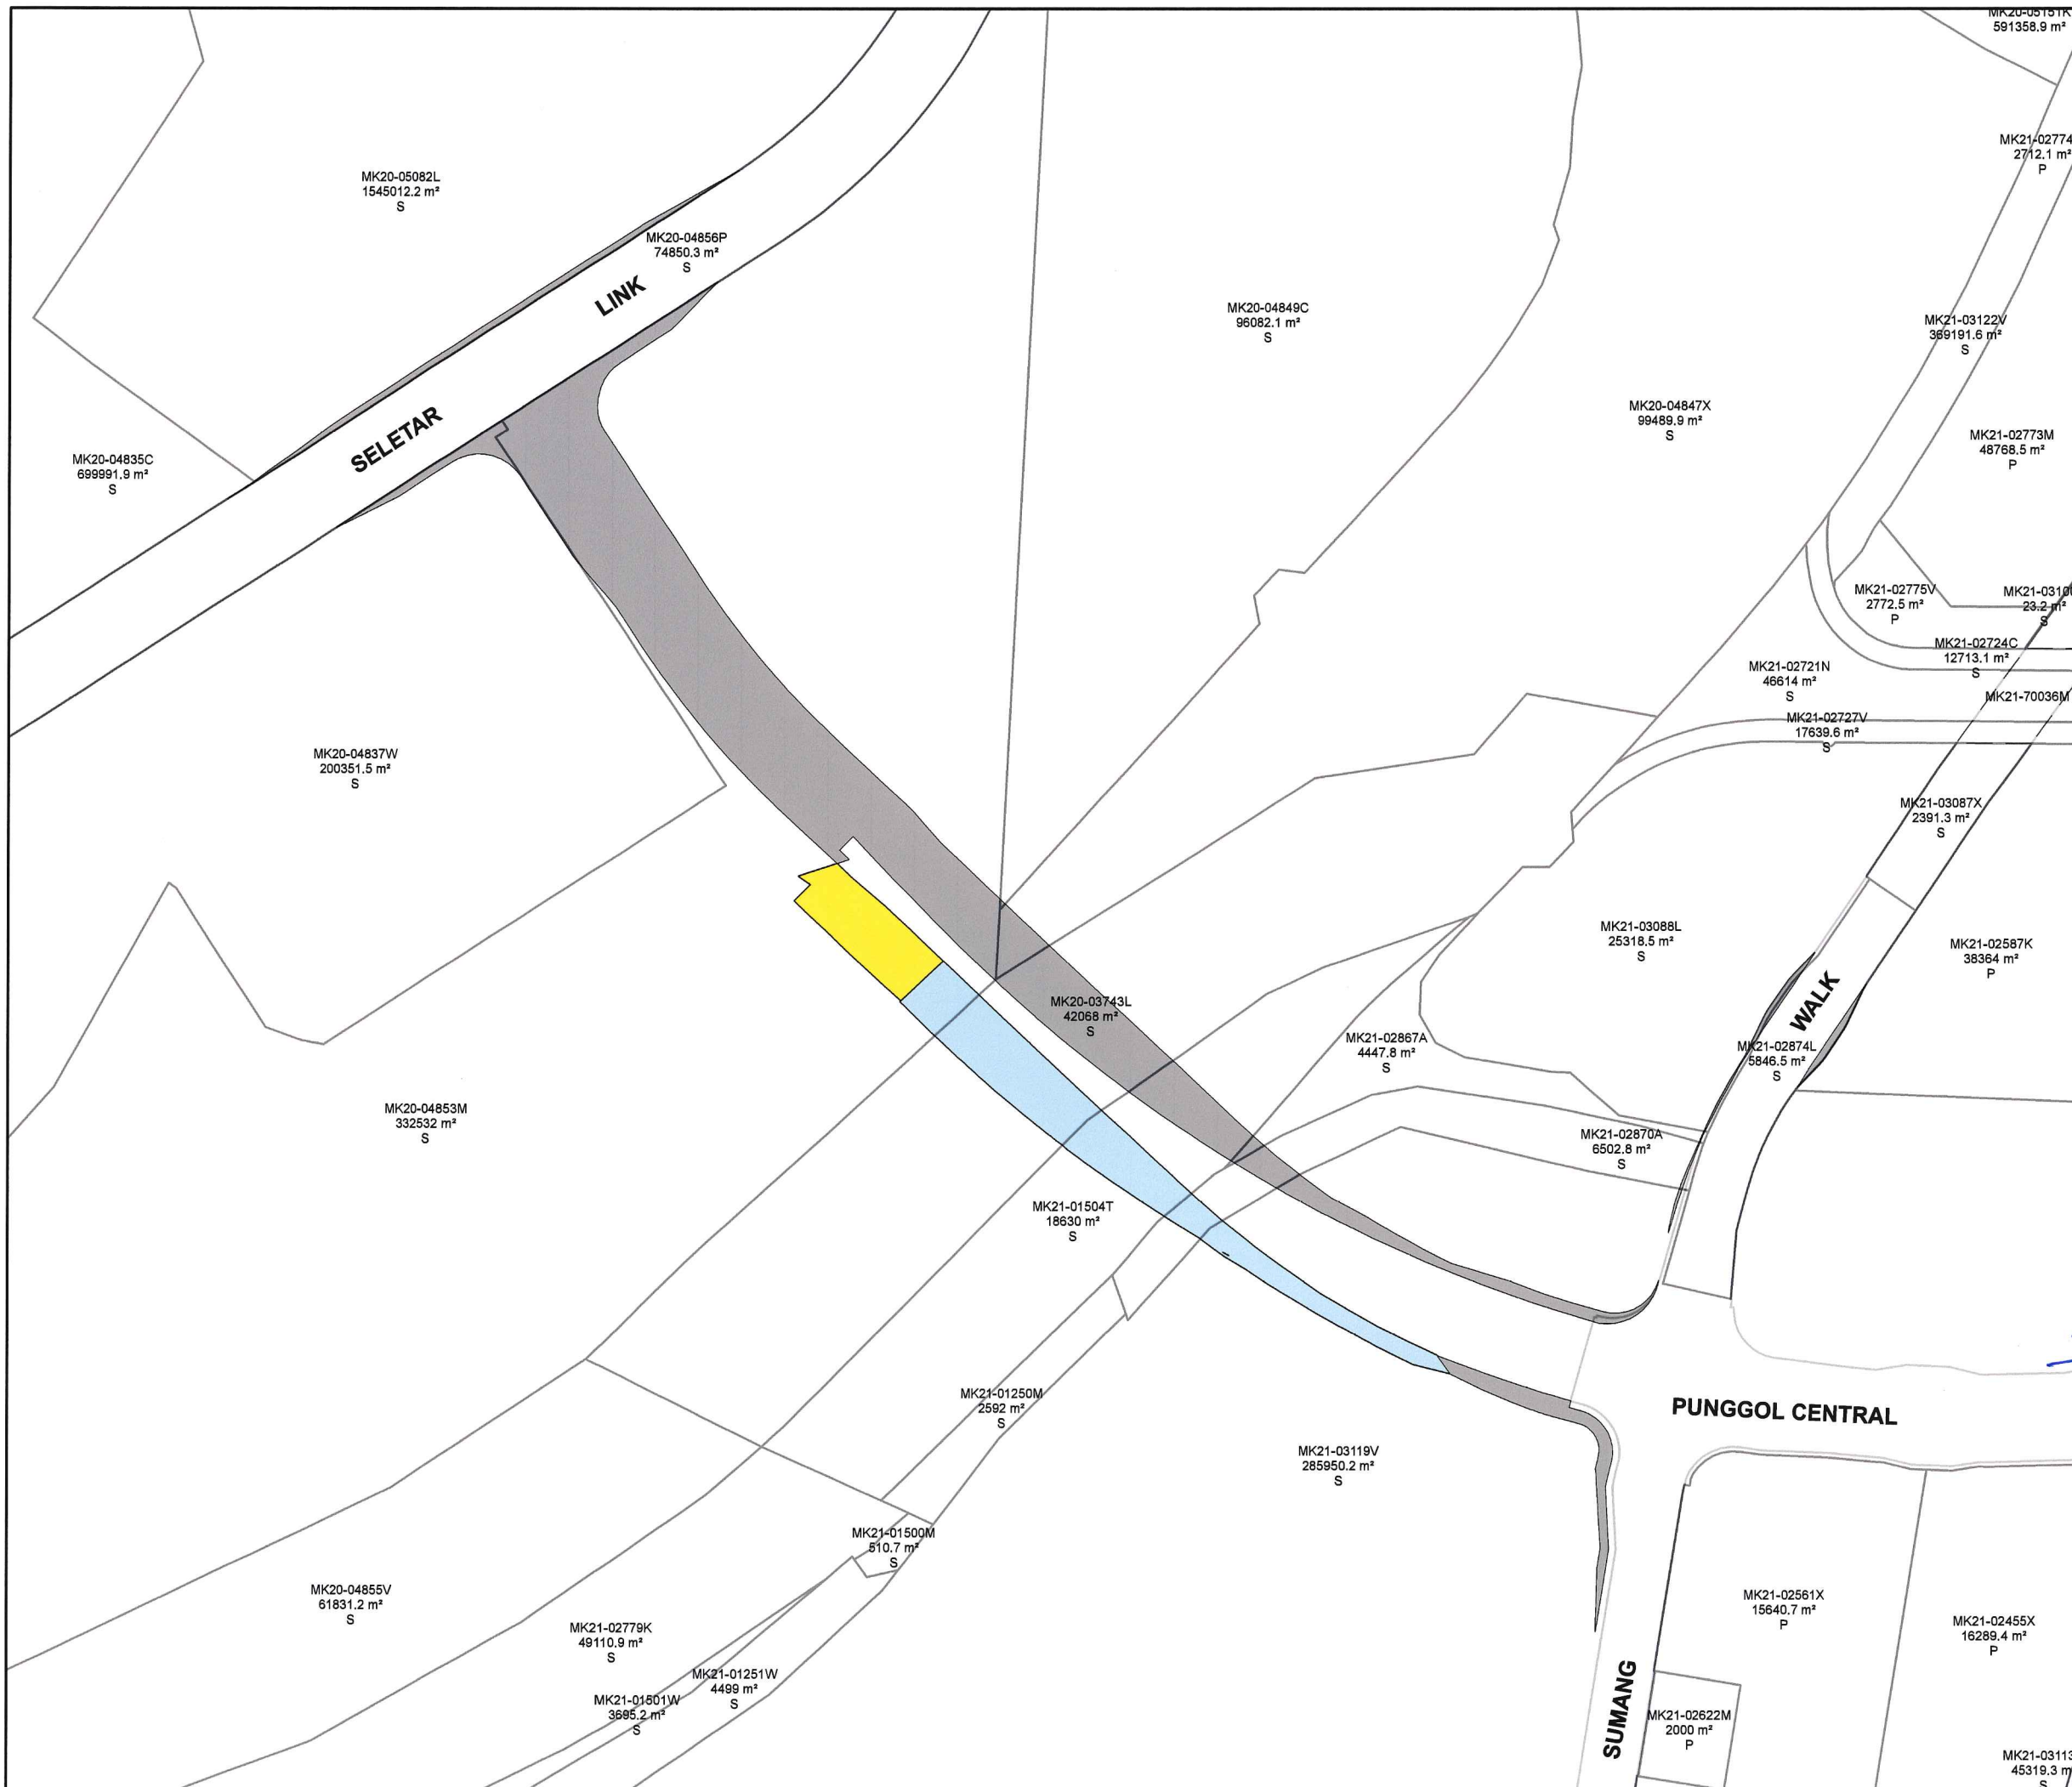 MK20-05151K
591358.9 m²
MK20-05082L
1545012.2 m²
S
MK21-02774
2712.1 m²
P
MK20-04856P
74850.3 m²
S
LINK
MK20-04849C
96082.1 m²
S
MK21-03122V
369191.6 m²
S
MK20-04847X
99489.9 m²
S
SELETAR
MK21-02773M
48768.5 m²
P
MK20-04835C
699991.9 m²
S
MK21-02775V
2772.5 m²
P
MK21-0310
23.2 m²
S
MK21-02724C
12713.1 m²
S
MK21-02721N
46614 m²
S
MK21-70036M
MK21-02727V
17639.6 m²
S
MK20-04837W
200351.5 m²
S
MK21-03087X
2391.3 m²
S
MK21-03088L
25318.5 m²
S
MK21-02587K
38364 m²
P
WALK
MK20-03743L
42068 m²
S
MK21-02867A
4447.8 m²
S
MK21-02874L
5846.5 m²
S
MK20-04853M
332532 m²
S
MK21-02870A
6502.8 m²
S
MK21-01504T
18630 m²
S
MK21-01250M
2592 m²
S
PUNGGOL CENTRAL
MK21-03119V
285950.2 m²
S
MK21-01500M
510.7 m²
S
MK20-04855V
61831.2 m²
S
MK21-02561X
15640.7 m²
P
MK21-02455X
16289.4 m²
P
MK21-02779K
49110.9 m²
S
MK21-01251W
4499 m²
S
MK21-01501W
3695.2 m²
S
SUMANG
MK21-02622M
2000 m²
P
MK21-03113
45319.3 m
S